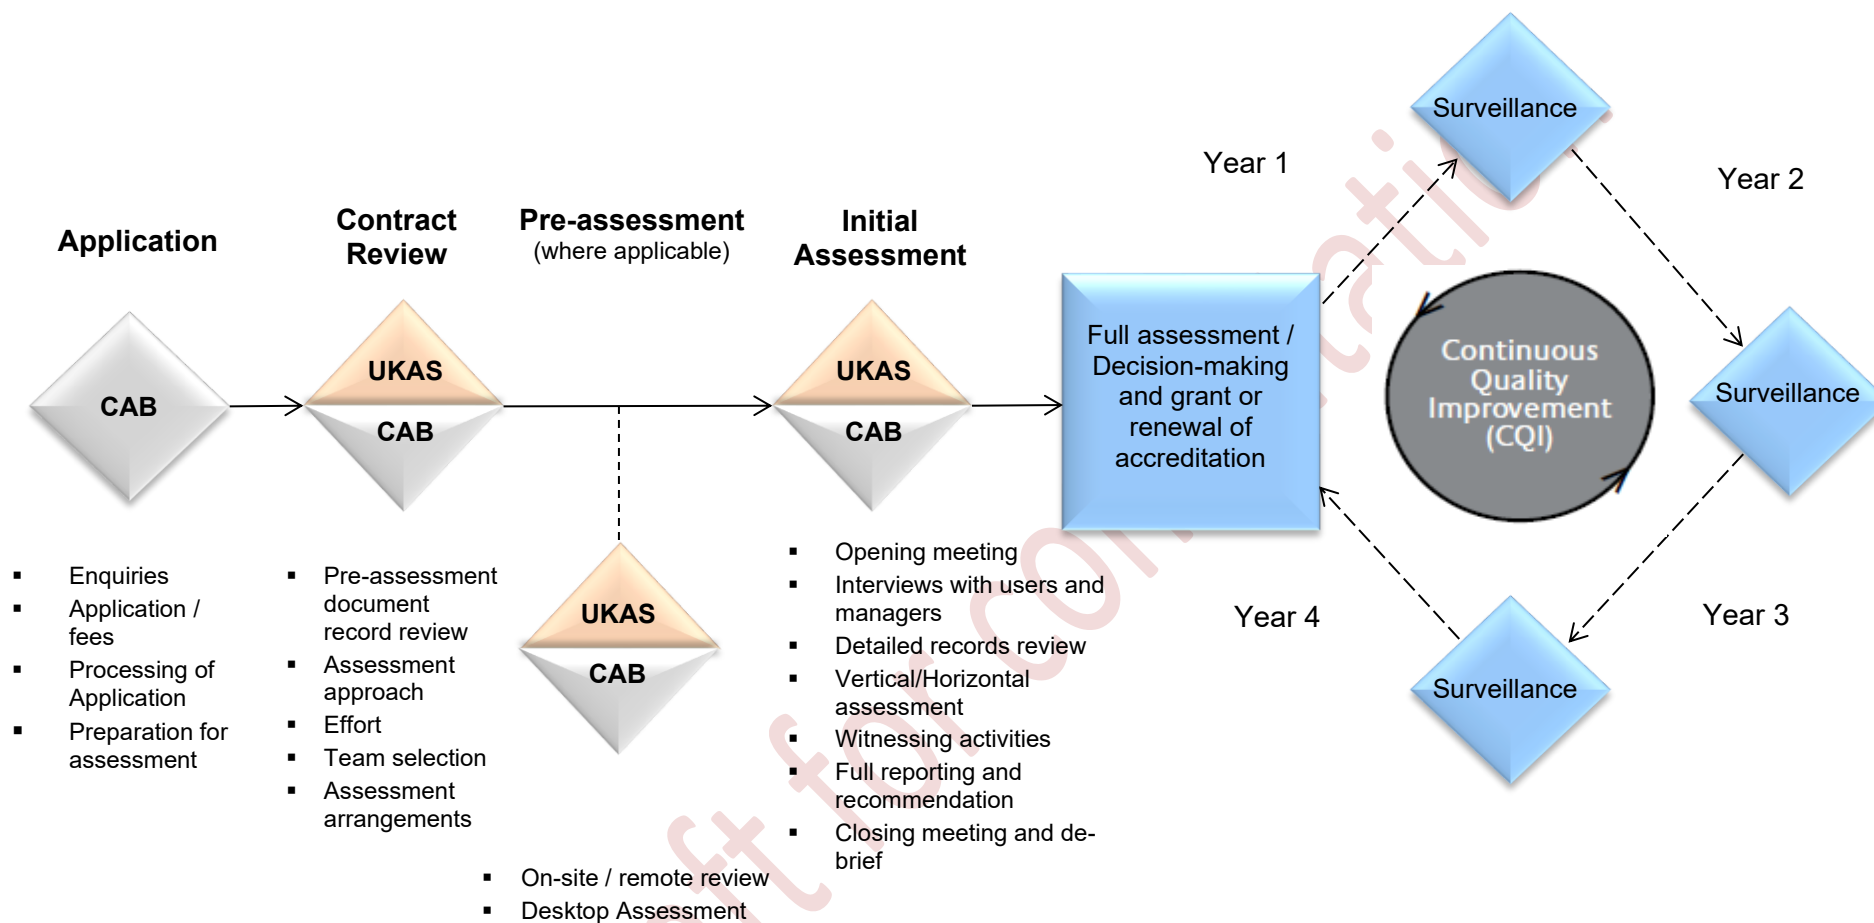 Application
CAB
Enquiries
Application /
fees
Processing of
Application
Preparation for
assessment
Contract
Review
UKAS
CAB
Pre-assessment
document
record review
Assessment
approach
Effort
Team selection
Assessment
arrangements
Pre-assessment
(where applicable)
UKAS
CAB
On-site / remote review
Desktop Assessment
Initial
Assessment
UKAS
CAB
Opening meeting
Interviews with users and
managers
Detailed records review
Vertical/Horizontal
assessment
Witnessing activities
Full reporting and
recommendation
Closing meeting and de-
brief
Full assessment /
Decision-making
and grant or
renewal of
accreditation
Year 1
Surveillance
Year 2
Surveillance
Year 3
Surveillance
Year 4
Continuous
Quality
Improvement
(CQI)